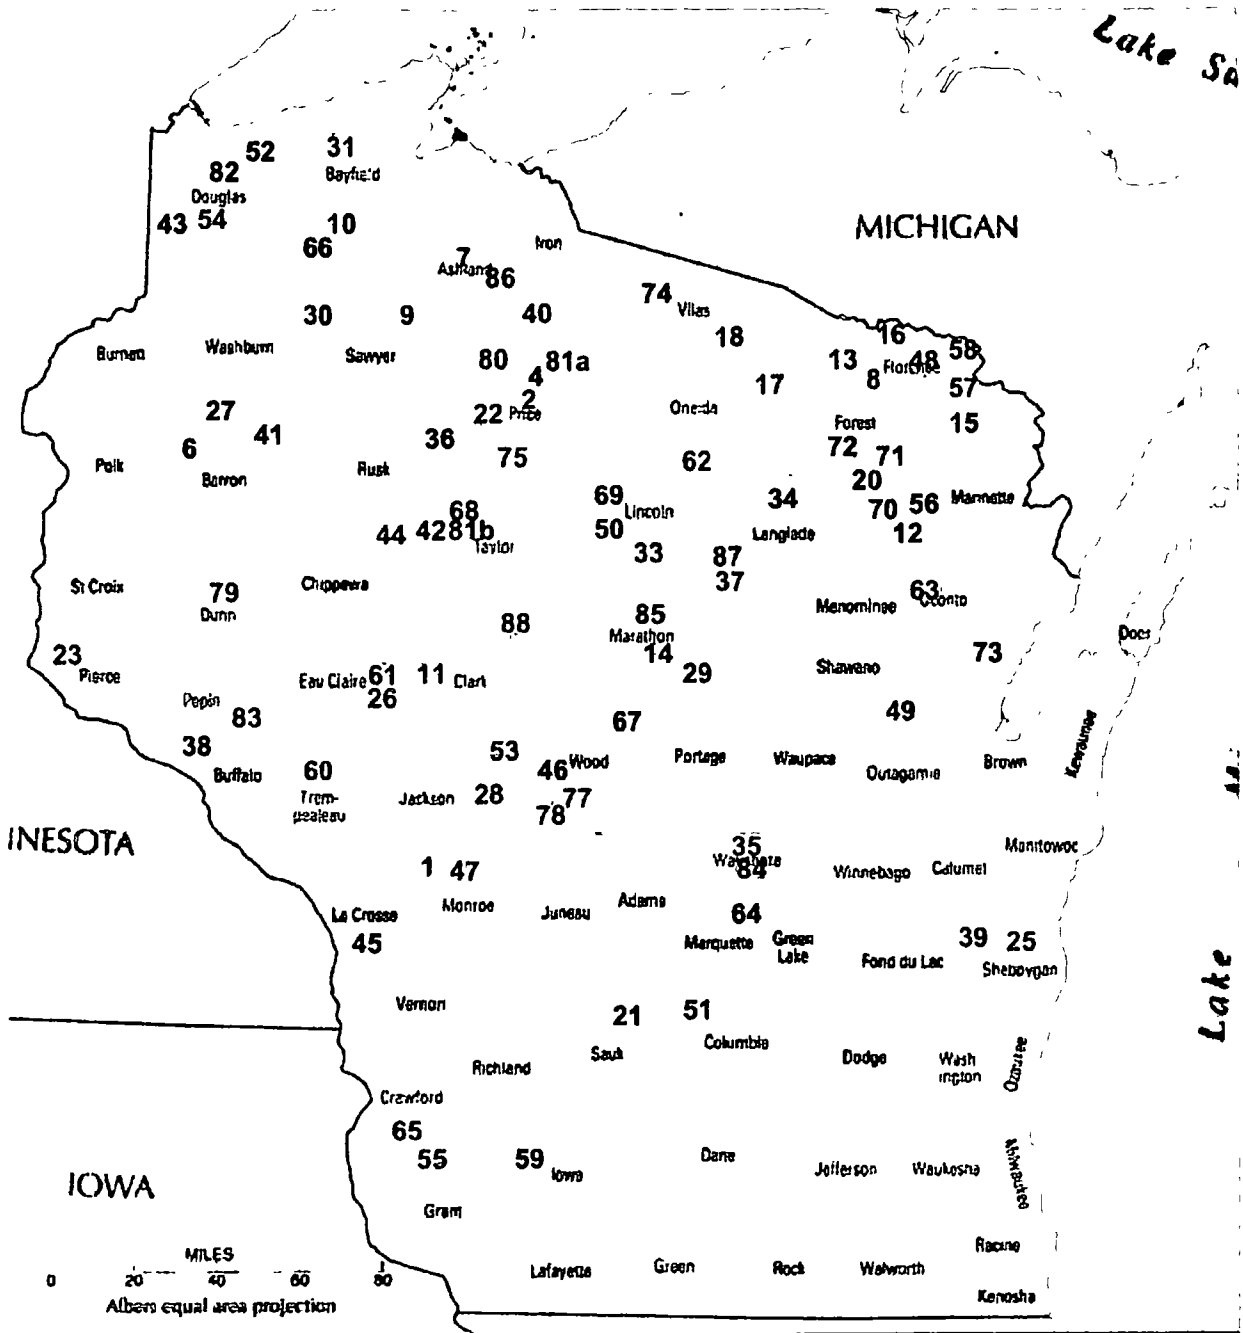 Lake
52
31
82
Bayfield
Douglas
43
54
10
66
MICHIGAN
Iron
7
Ashland
86
74
Vilas
30
9
40
18
16
58
Burnett
Washburn
Sawyer
80
81a
13
48
Florence
4
8
17
57
27
22
2
Price
Oneida
Forest
15
6
41
36
72
71
Polk
Barron
Rusk
75
62
20
69
34
56
Marinette
68
Lincoln
70
44
42
81b
50
Langlade
12
Taylor
33
87
37
St Croix
79
Chippewa
63
Oconto
Dunn
Menominee
88
85
Marathon
Door
23
14
73
Pierce
Eau Claire
61
11
Clark
29
Shawano
26
Pepin
83
67
49
38
53
Wood
Portage
Waupaca
Brown
Kewaunee
Buffalo
60
46
Outagamie
Trem-
pealeau
Jackson
28
77
78
INESOTA
35
Manitowoc
1
47
Waushara
84
Winnebago
Calumet
Monroe
Juneau
Adams
La Crosse
64
45
Marquette
Green
Lake
39
25
Fond du Lac
Sheboygan
Lake
Vernon
21
51
Sauk
Columbia
Dodge
Wash
ington
Ozaukee
Richland
Crawford
65
55
59
Iowa
Dane
Jefferson
Waukesha
Milwaukee
IOWA
Grant
MILES
0 20 40 60 80
Racine
Lafayette
Green
Rock
Walworth
Albers equal area projection
Kenosha